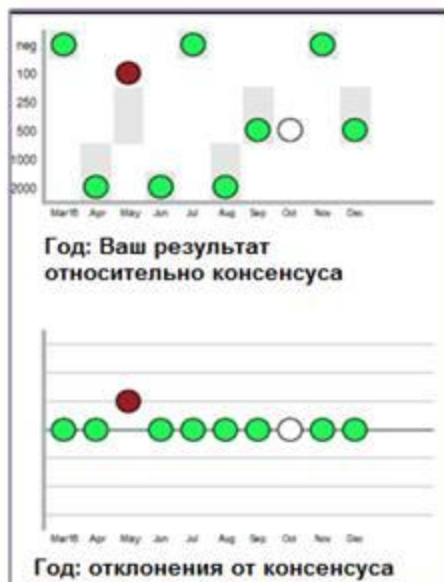 neg
100
250
500
1000
2000
Mar16 Apr May Jun Jul Aug Sep Oct Nov Dec
Год: Ваш результат
относительно консенсуса
Mar16 Apr May Jun Jul Aug Sep Oct Nov Dec
Год: отклонения от консенсуса